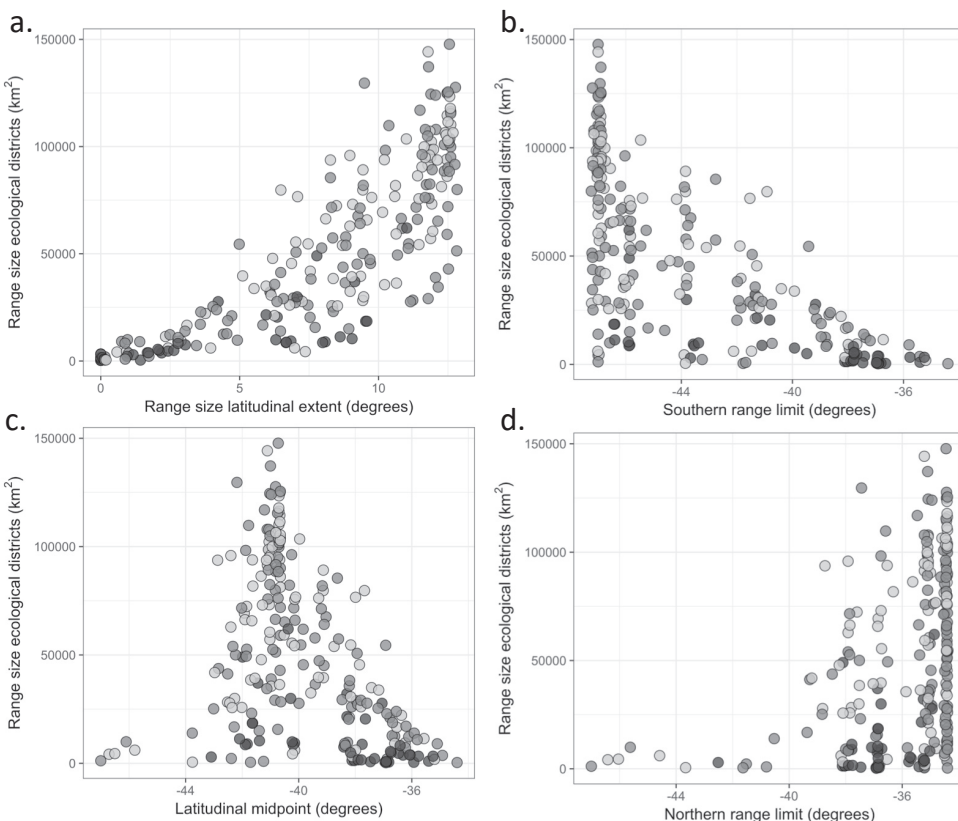 a.
150000
100000
50000
0
Range size ecological districts (km²)
0
5
10
Range size latitudinal extent (degrees)
b.
150000
100000
50000
0
Range size ecological districts (km²)
-44
-40
-36
Southern range limit (degrees)
c.
150000
100000
50000
0
Range size ecological districts (km²)
-44
-40
-36
Latitudinal midpoint (degrees)
d.
150000
100000
50000
0
Range size ecological districts (km²)
-44
-40
-36
Northern range limit (degrees)